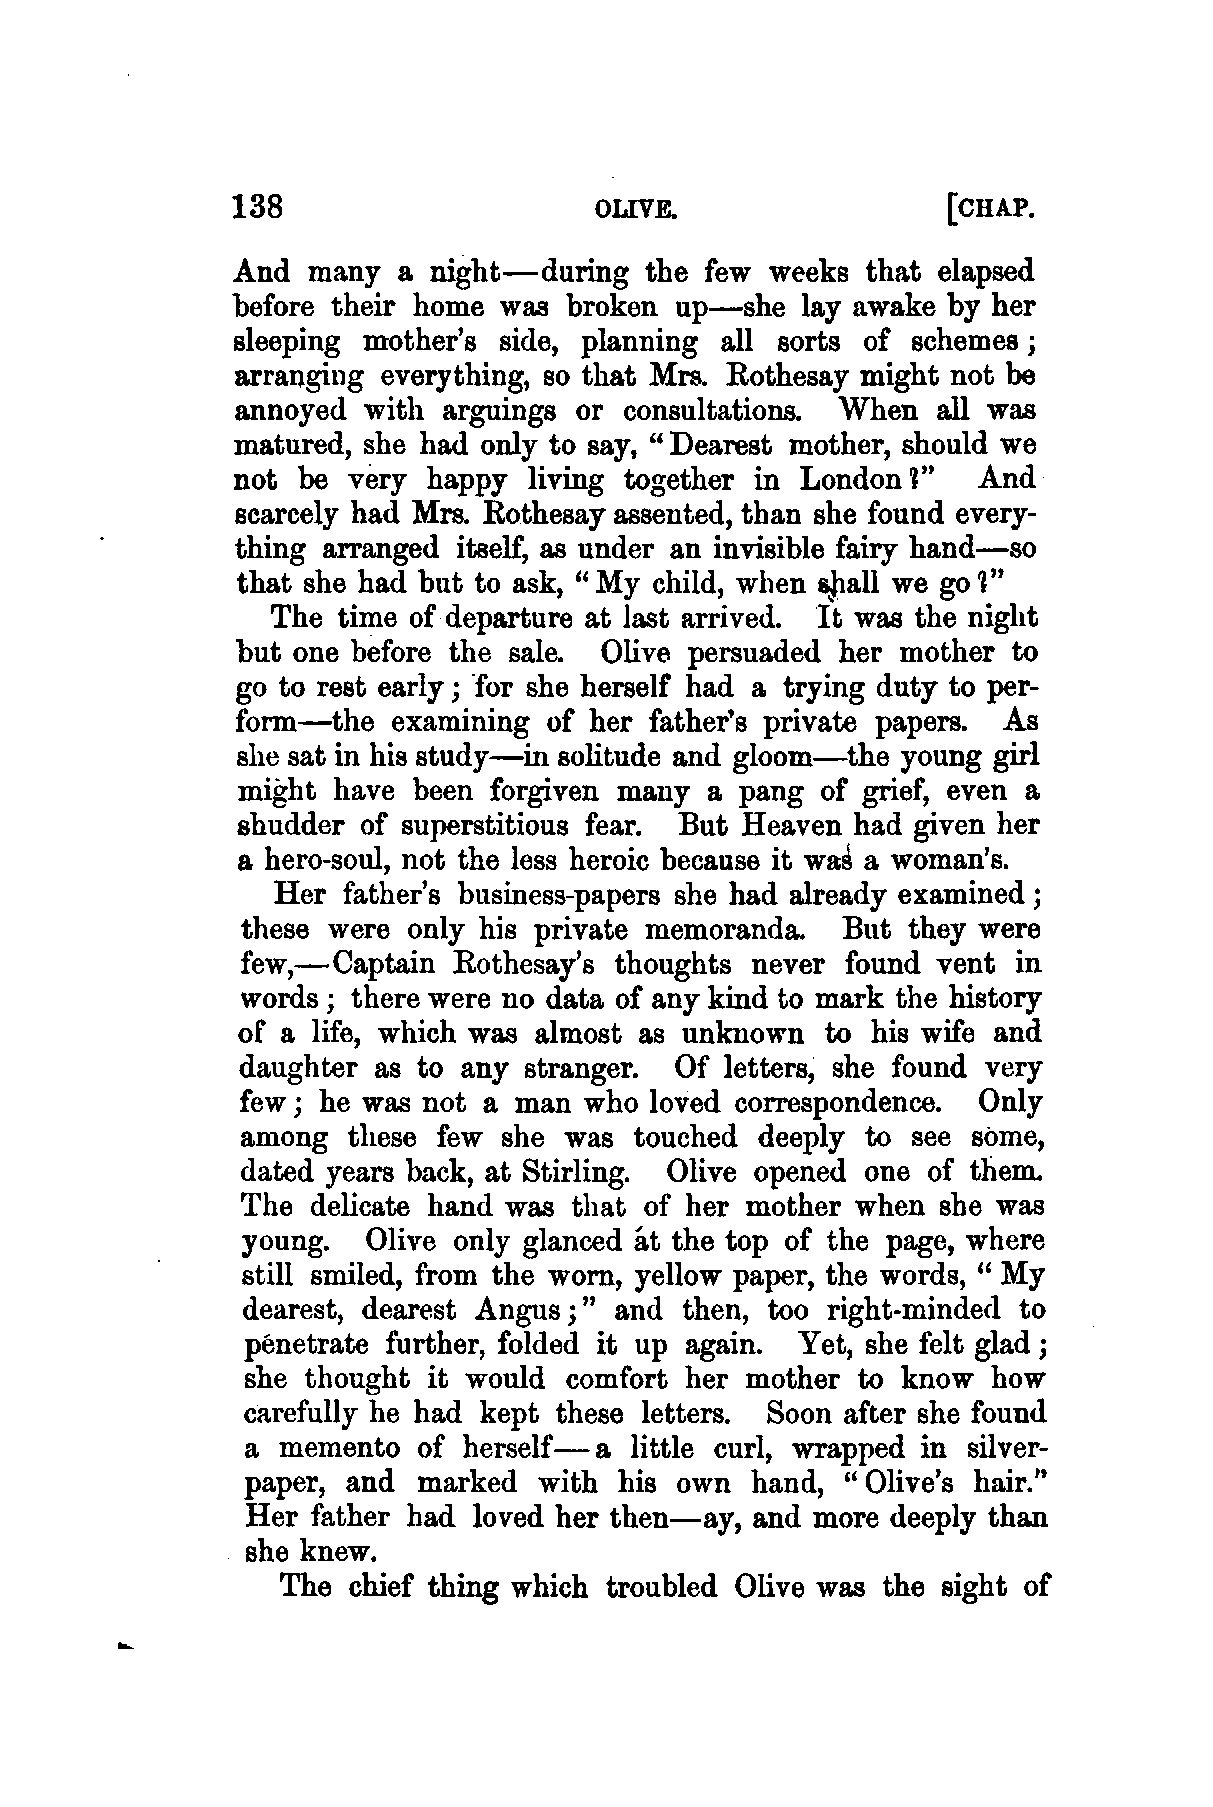 138 OLIVE. [CHAP.
And many a night—during the few weeks that elapsed
before their home was broken up—she lay awake by her
sleeping mother's side, planning all sorts of schemes;
arranging everything, so that Mrs. Rothesay might not be
annoyed with arguings or consultations. When all was
matured, she had only to say, "Dearest mother, should we
not be very happy living together in London?" And
scarcely had Mrs. Rothesay assented, than she found every-
thing arranged itself, as under an invisible fairy hand—so
that she had but to ask, "My child, when shall we go?"
The time of departure at last arrived. It was the night
but one before the sale. Olive persuaded her mother to
go to rest early; for she herself had a trying duty to per-
form—the examining of her father's private papers. As
she sat in his study—in solitude and gloom—the young girl
might have been forgiven many a pang of grief, even a
shudder of superstitious fear. But Heaven had given her
a hero-soul, not the less heroic because it was a woman's.
Her father's business-papers she had already examined;
these were only his private memoranda. But they were
few,—Captain Rothesay's thoughts never found vent in
words; there were no data of any kind to mark the history
of a life, which was almost as unknown to his wife and
daughter as to any stranger. Of letters, she found very
few; he was not a man who loved correspondence. Only
among these few she was touched deeply to see some,
dated years back, at Stirling. Olive opened one of them.
The delicate hand was that of her mother when she was
young. Olive only glanced at the top of the page, where
still smiled, from the worn, yellow paper, the words, "My
dearest, dearest Angus;" and then, too right-minded to
penetrate further, folded it up again. Yet, she felt glad;
she thought it would comfort her mother to know how
carefully he had kept these letters. Soon after she found
a memento of herself—a little curl, wrapped in silver-
paper, and marked with his own hand, "Olive's hair."
Her father had loved her then—ay, and more deeply than
she knew.
The chief thing which troubled Olive was the sight of